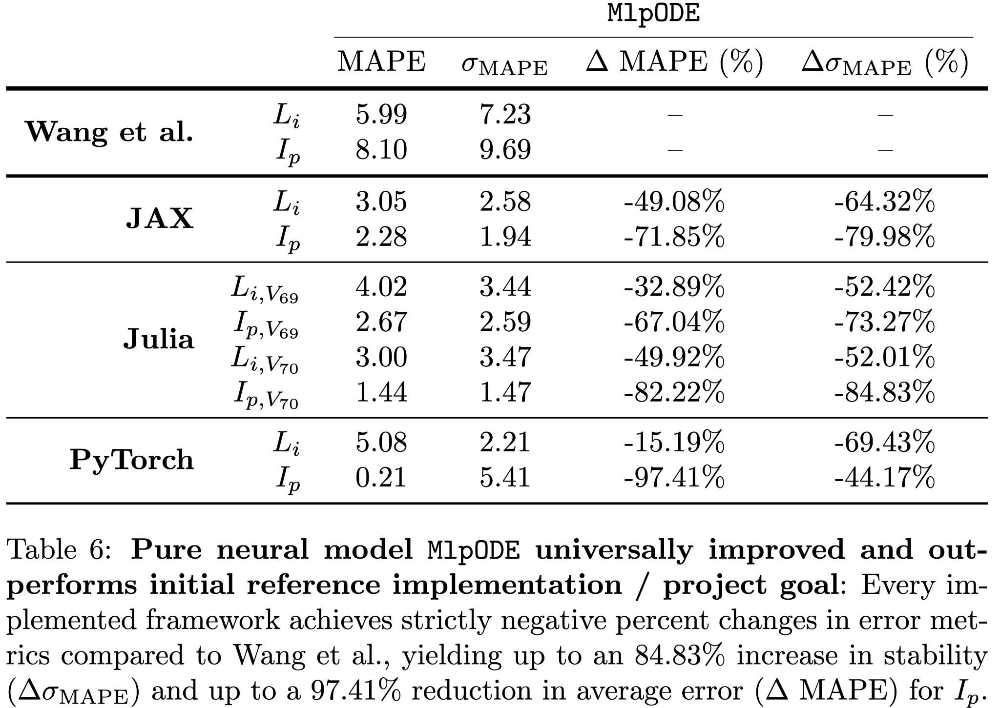 MlpODE
MAPE σMAPE Δ MAPE (%) ΔσMAPE (%)
Wang et al. Li 5.99 7.23 – –
Ip 8.10 9.69 – –
JAX Li 3.05 2.58 -49.08% -64.32%
Ip 2.28 1.94 -71.85% -79.98%
Julia Li,V69 4.02 3.44 -32.89% -52.42%
Ip,V69 2.67 2.59 -67.04% -73.27%
Li,V70 3.00 3.47 -49.92% -52.01%
Ip,V70 1.44 1.47 -82.22% -84.83%
PyTorch Li 5.08 2.21 -15.19% -69.43%
Ip 0.21 5.41 -97.41% -44.17%
Table 6: Pure neural model MlpODE universally improved and out-
performs initial reference implementation / project goal: Every im-
plemented framework achieves strictly negative percent changes in error met-
rics compared to Wang et al., yielding up to an 84.83% increase in stability
(ΔσMAPE) and up to a 97.41% reduction in average error (Δ MAPE) for Ip.